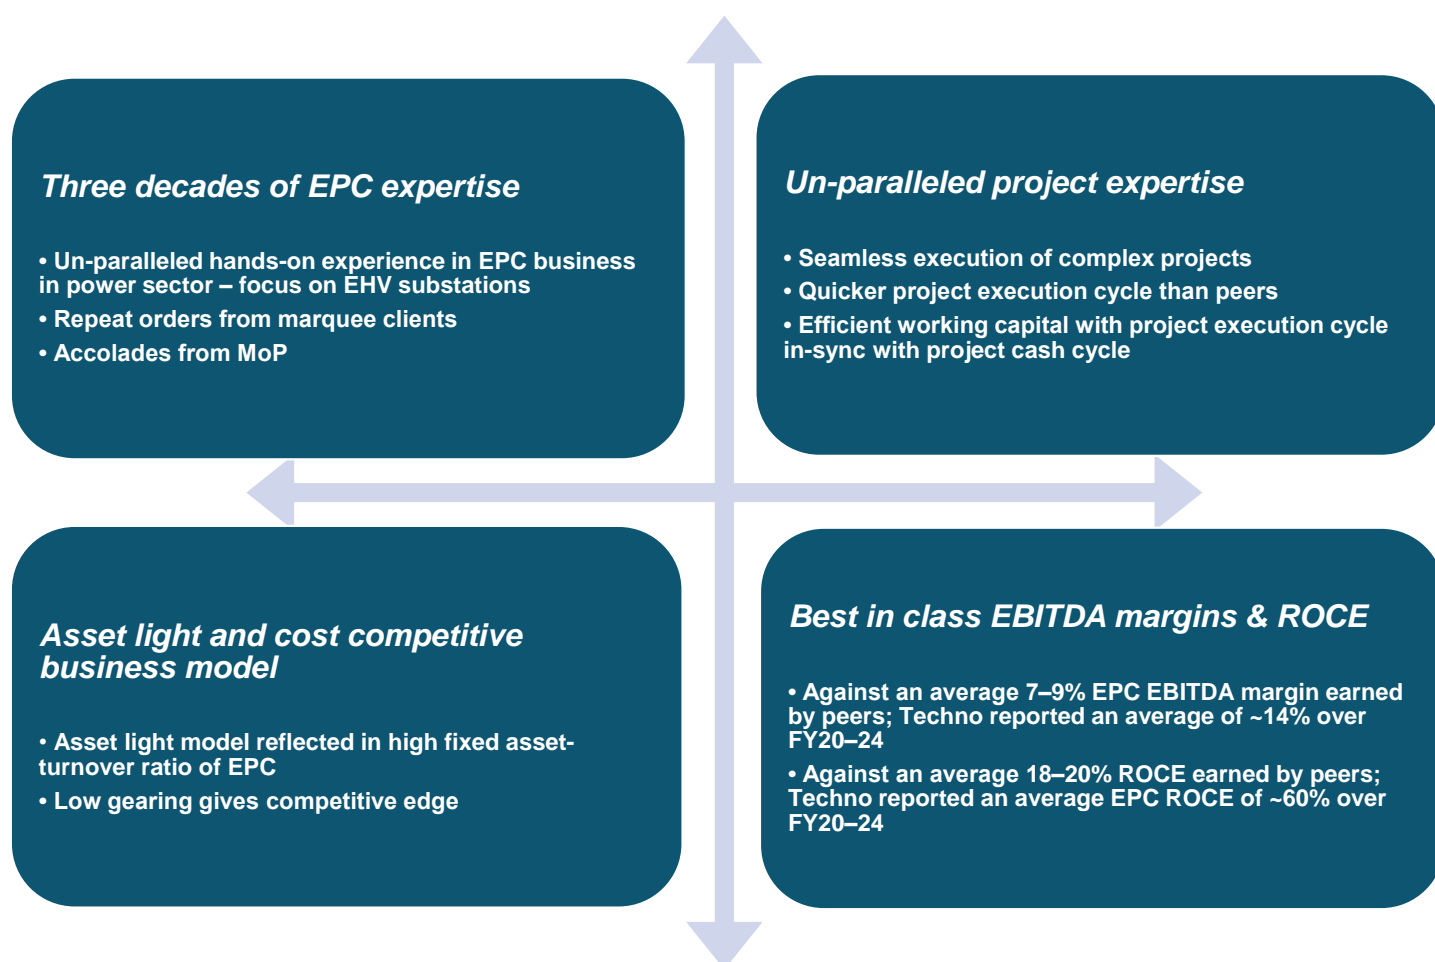 Three decades of EPC expertise
• Un-paralleled hands-on experience in EPC business
in power sector – focus on EHV substations
• Repeat orders from marquee clients
• Accolades from MoP
Un-paralleled project expertise
• Seamless execution of complex projects
• Quicker project execution cycle than peers
• Efficient working capital with project execution cycle
in-sync with project cash cycle
Asset light and cost competitive
business model
• Asset light model reflected in high fixed asset-
turnover ratio of EPC
• Low gearing gives competitive edge
Best in class EBITDA margins & ROCE
• Against an average 7–9% EPC EBITDA margin earned
by peers; Techno reported an average of ~14% over
FY20–24
• Against an average 18–20% ROCE earned by peers;
Techno reported an average EPC ROCE of ~60% over
FY20–24